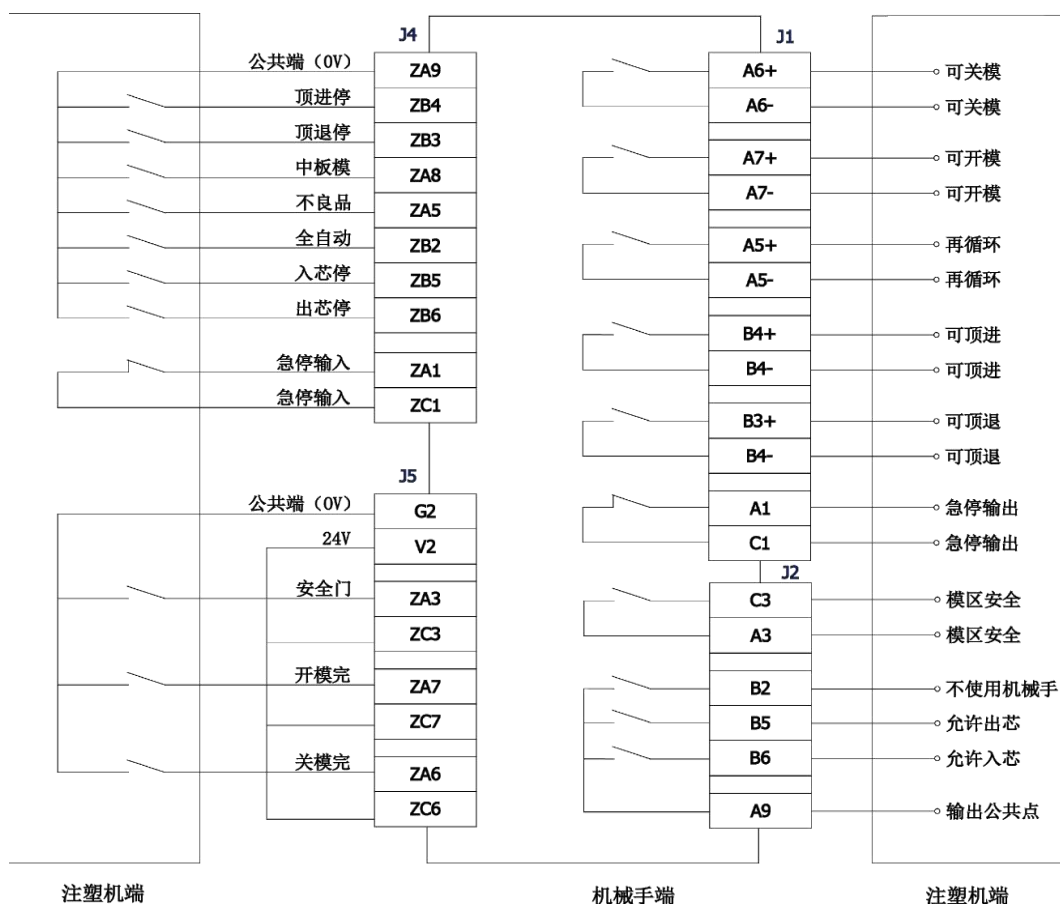 J4
公共端（0V） ZA9
顶进停 ZB4
顶退停 ZB3
中板模 ZA8
不良品 ZA5
全自动 ZB2
入芯停 ZB5
出芯停 ZB6
急停输入 ZA1
急停输入 ZC1
J5
公共端（0V） G2
24V V2
安全门 ZA3
ZC3
开模完 ZA7
ZC7
关模完 ZA6
ZC6
J1
A6+ 可关模
A6- 可关模
A7+ 可开模
A7- 可开模
A5+ 再循环
A5- 再循环
B4+ 可顶进
B4- 可顶进
B3+ 可顶退
B4- 可顶退
A1 急停输出
C1 急停输出
J2
C3 模区安全
A3 模区安全
B2 不使用机械手
B5 允许出芯
B6 允许入芯
A9 输出公共点
注塑机端 机械手端 注塑机端